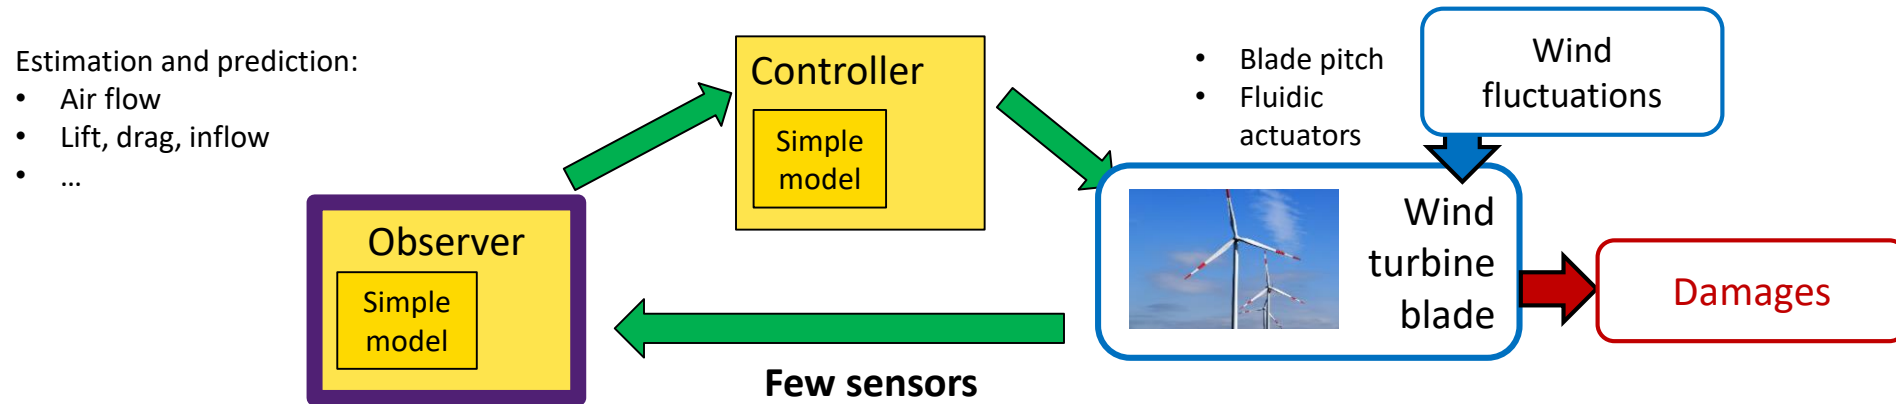 Estimation and prediction:
• Air flow
• Lift, drag, inflow
• ...
Observer
Simple
model
Controller
Simple
model
• Blade pitch
• Fluidic
actuators
Wind
fluctuations
Wind
turbine
blade
Damages
Few sensors